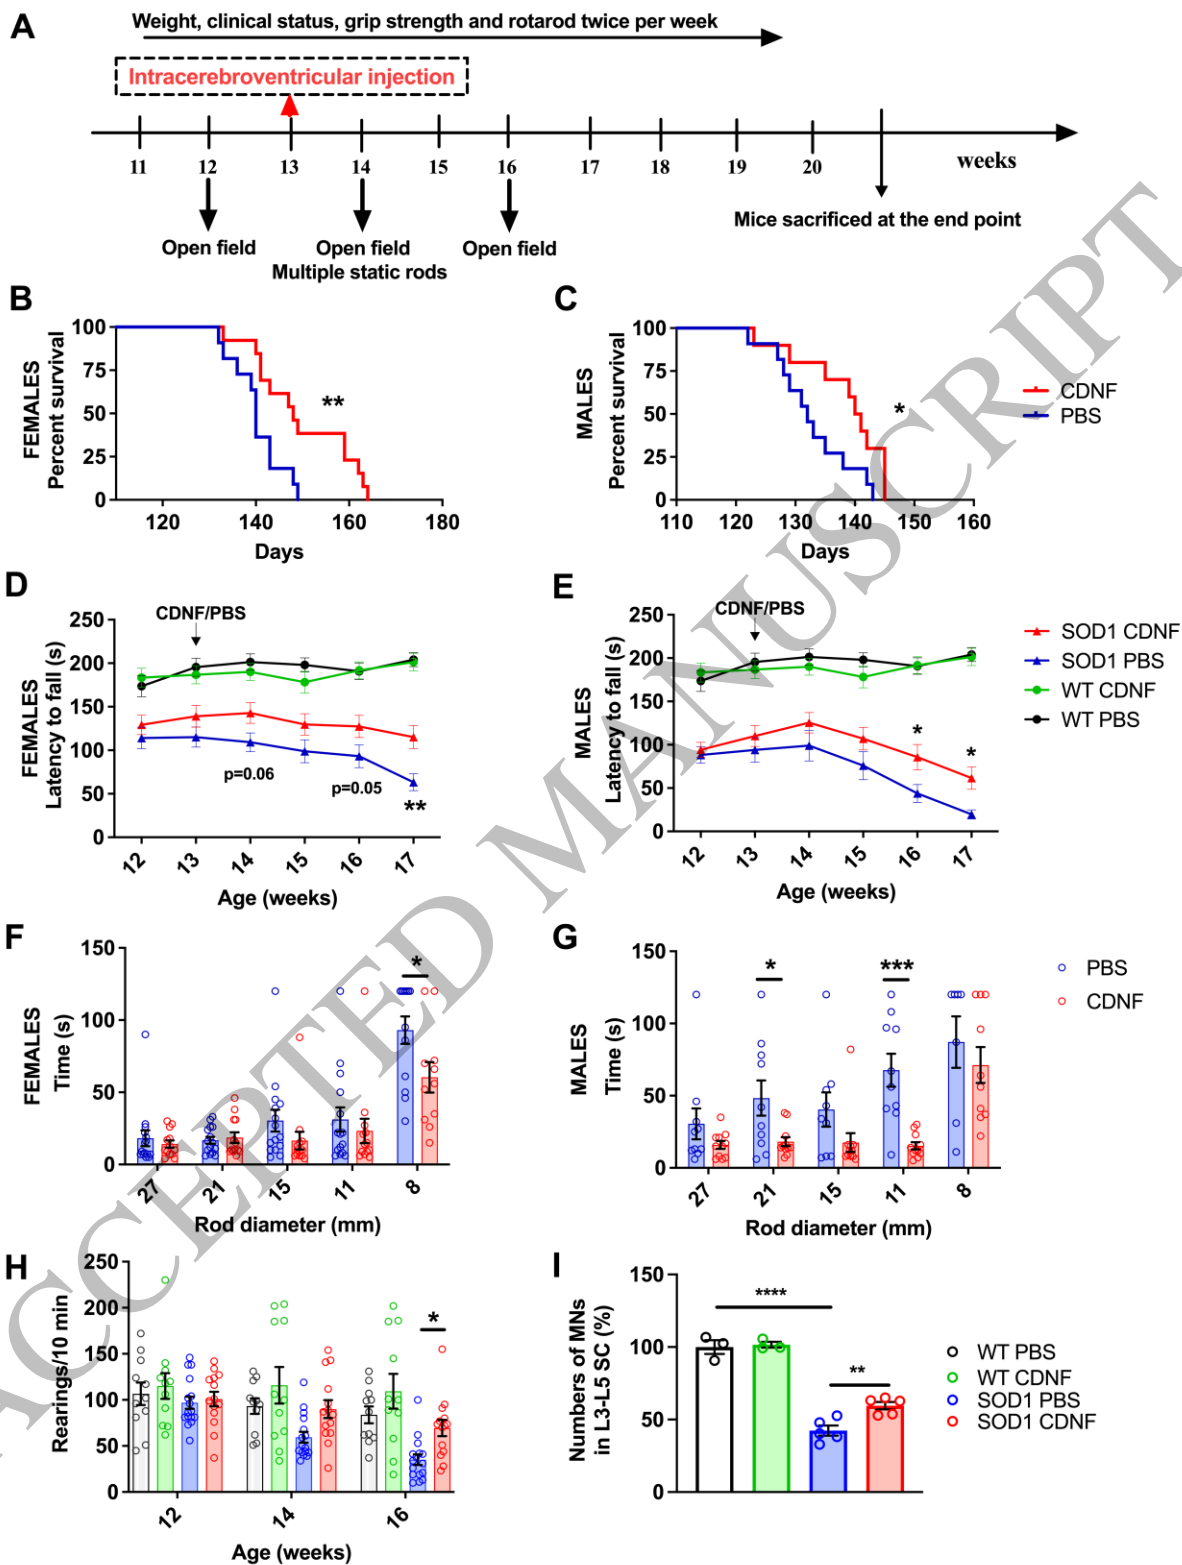 A
Weight, clinical status, grip strength and rotarod twice per week
Intracerebroventricular injection
11 12 13 14 15 16 17 18 19 20 weeks
Open field
Open field
Multiple static rods
Open field
Mice sacrificed at the end point
B
FEMALES
Percent survival
100
75
50
25
0
**
120 140 160 180
Days
C
MALES
Percent survival
100
75
50
25
0
*
110 120 130 140 150 160
Days
CDNF
PBS
D
FEMALES
Latency to fall (s)
250
200
150
100
50
0
CDNF/PBS
p=0.06
p=0.05
**
12 13 14 15 16 17
Age (weeks)
E
MALES
Latency to fall (s)
250
200
150
100
50
0
CDNF/PBS
*
*
12 13 14 15 16 17
Age (weeks)
SOD1 CDNF
SOD1 PBS
WT CDNF
WT PBS
F
FEMALES
Time (s)
150
100
50
0
*
27 21 15 11 8
Rod diameter (mm)
G
MALES
Time (s)
150
100
50
0
*
***
27 21 15 11 8
Rod diameter (mm)
PBS
CDNF
H
Rearings/10 min
250
200
150
100
50
0
*
12 14 16
Age (weeks)
I
Numbers of MNs
in L3-L5 SC (%)
150
100
50
0
****
**
WT PBS
WT CDNF
SOD1 PBS
SOD1 CDNF
ACCEPTED MANUSCRIPT